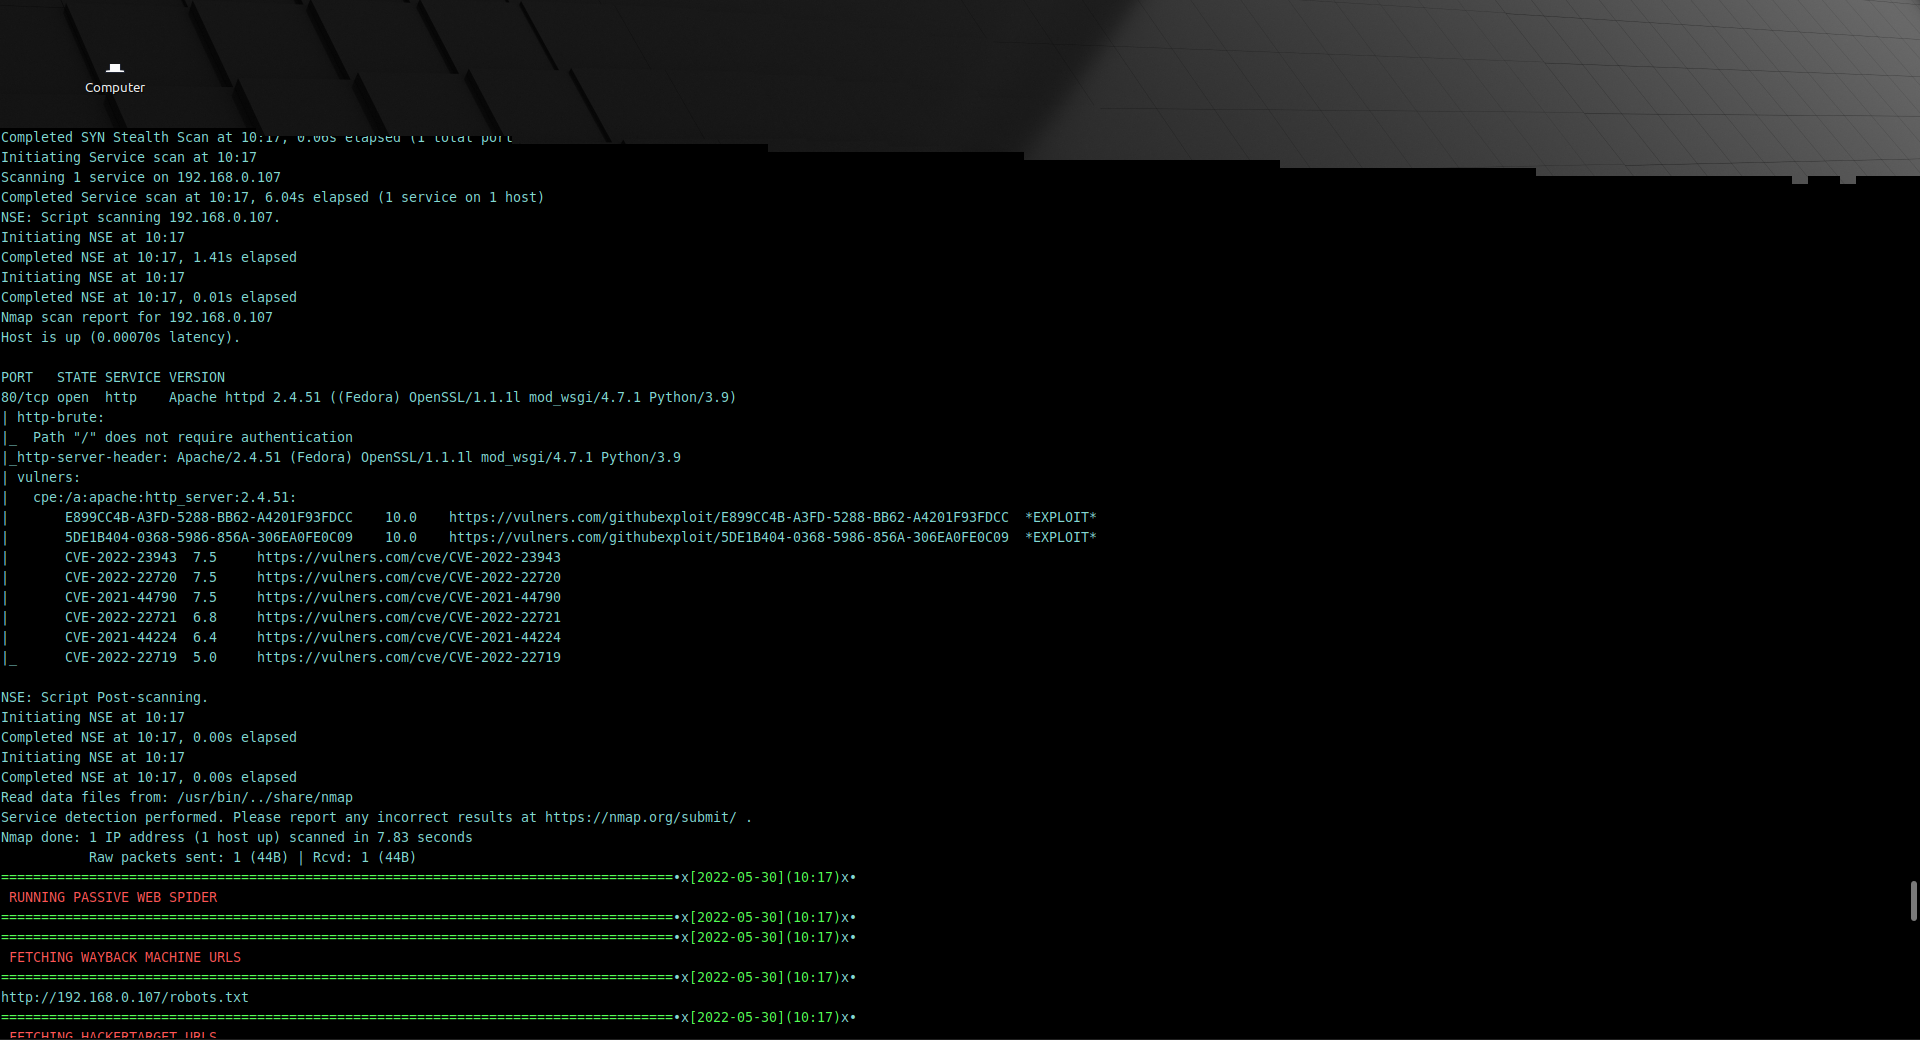 Computer
Completed SYN Stealth Scan at 10:17, 0.06s elapsed (1 total port
Initiating Service scan at 10:17
Scanning 1 service on 192.168.0.107
Completed Service scan at 10:17, 6.04s elapsed (1 service on 1 host)
NSE: Script scanning 192.168.0.107.
Initiating NSE at 10:17
Completed NSE at 10:17, 1.41s elapsed
Initiating NSE at 10:17
Completed NSE at 10:17, 0.01s elapsed
Nmap scan report for 192.168.0.107
Host is up (0.00070s latency).
PORT   STATE SERVICE VERSION
80/tcp open  http    Apache httpd 2.4.51 ((Fedora) OpenSSL/1.1.1l mod_wsgi/4.7.1 Python/3.9)
| http-brute:
|_  Path "/" does not require authentication
|_http-server-header: Apache/2.4.51 (Fedora) OpenSSL/1.1.1l mod_wsgi/4.7.1 Python/3.9
| vulners:
|   cpe:/a:apache:http_server:2.4.51:
|       E899CC4B-A3FD-5288-BB62-A4201F93FDCC    10.0    https://vulners.com/githubexploit/E899CC4B-A3FD-5288-BB62-A4201F93FDCC  *EXPLOIT*
|       5DE1B404-0368-5986-856A-306EA0FE0C09    10.0    https://vulners.com/githubexploit/5DE1B404-0368-5986-856A-306EA0FE0C09  *EXPLOIT*
|       CVE-2022-23943  7.5     https://vulners.com/cve/CVE-2022-23943
|       CVE-2022-22720  7.5     https://vulners.com/cve/CVE-2022-22720
|       CVE-2021-44790  7.5     https://vulners.com/cve/CVE-2021-44790
|       CVE-2022-22721  6.8     https://vulners.com/cve/CVE-2022-22721
|       CVE-2021-44224  6.4     https://vulners.com/cve/CVE-2021-44224
|_      CVE-2022-22719  5.0     https://vulners.com/cve/CVE-2022-22719
NSE: Script Post-scanning.
Initiating NSE at 10:17
Completed NSE at 10:17, 0.00s elapsed
Initiating NSE at 10:17
Completed NSE at 10:17, 0.00s elapsed
Read data files from: /usr/bin/../share/nmap
Service detection performed. Please report any incorrect results at https://nmap.org/submit/ .
Nmap done: 1 IP address (1 host up) scanned in 7.83 seconds
           Raw packets sent: 1 (44B) | Rcvd: 1 (44B)
====================================================================================•x[2022-05-30](10:17)x•
 RUNNING PASSIVE WEB SPIDER
====================================================================================•x[2022-05-30](10:17)x•
====================================================================================•x[2022-05-30](10:17)x•
 FETCHING WAYBACK MACHINE URLS
====================================================================================•x[2022-05-30](10:17)x•
http://192.168.0.107/robots.txt
====================================================================================•x[2022-05-30](10:17)x•
 FETCHING HACKERTARGET URLS